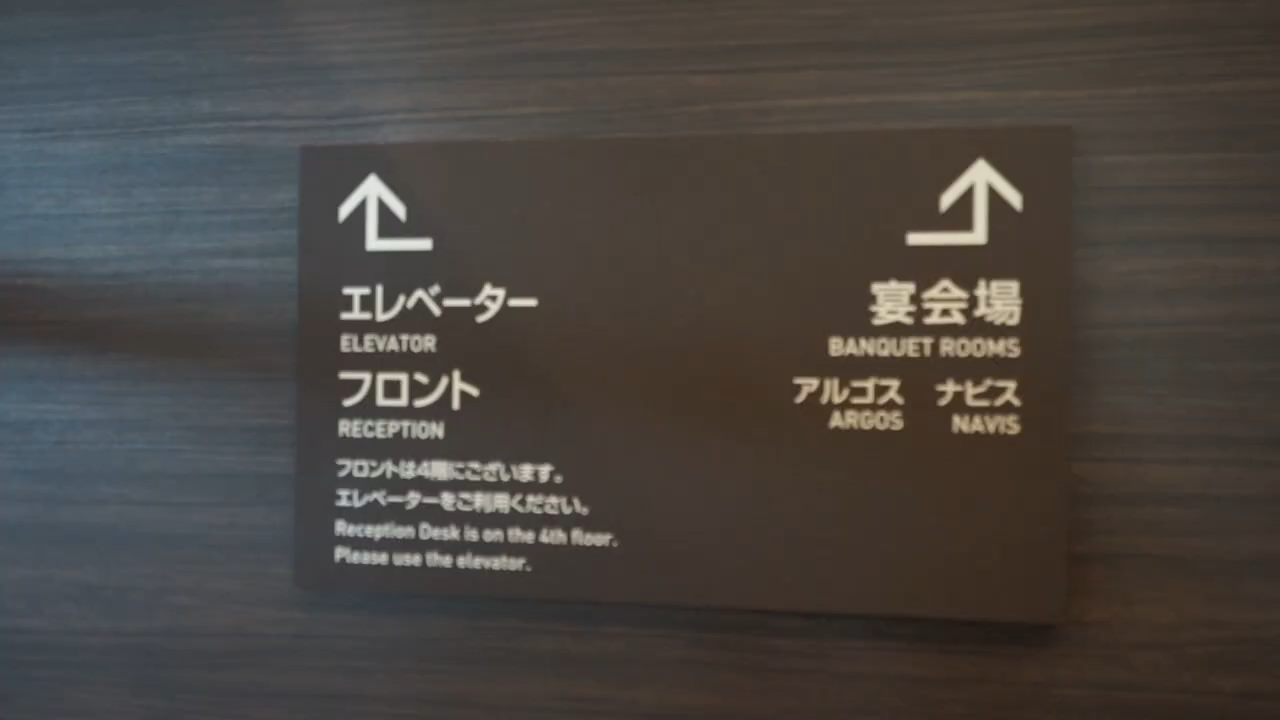 エレベーター
ELEVATOR
フロント
RECEPTION
フロントは4階にございます。
エレベーターをご利用ください。
Reception Desk is on the 4th floor.
Please use the elevator.
宴会場
BANQUET ROOMS
アルゴス ナビス
ARGOS NAVIS